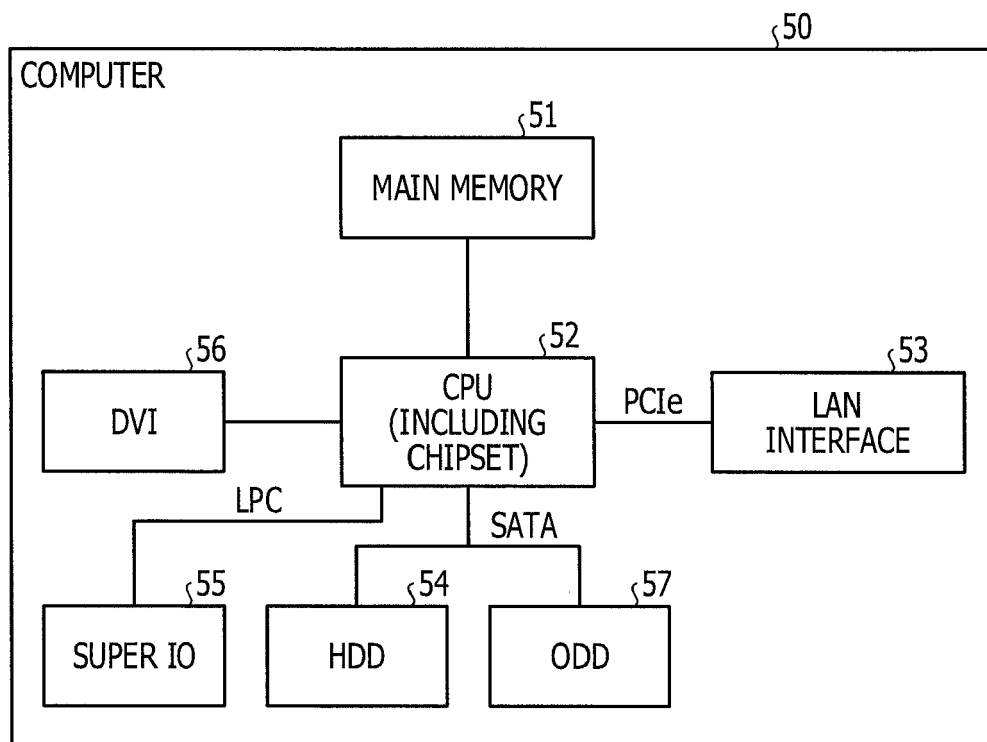 50
COMPUTER
51
MAIN MEMORY
56
DVI
52
CPU
(INCLUDING
CHIPSET)
PCIe
53
LAN
INTERFACE
LPC
SATA
55
SUPER IO
54
HDD
57
ODD